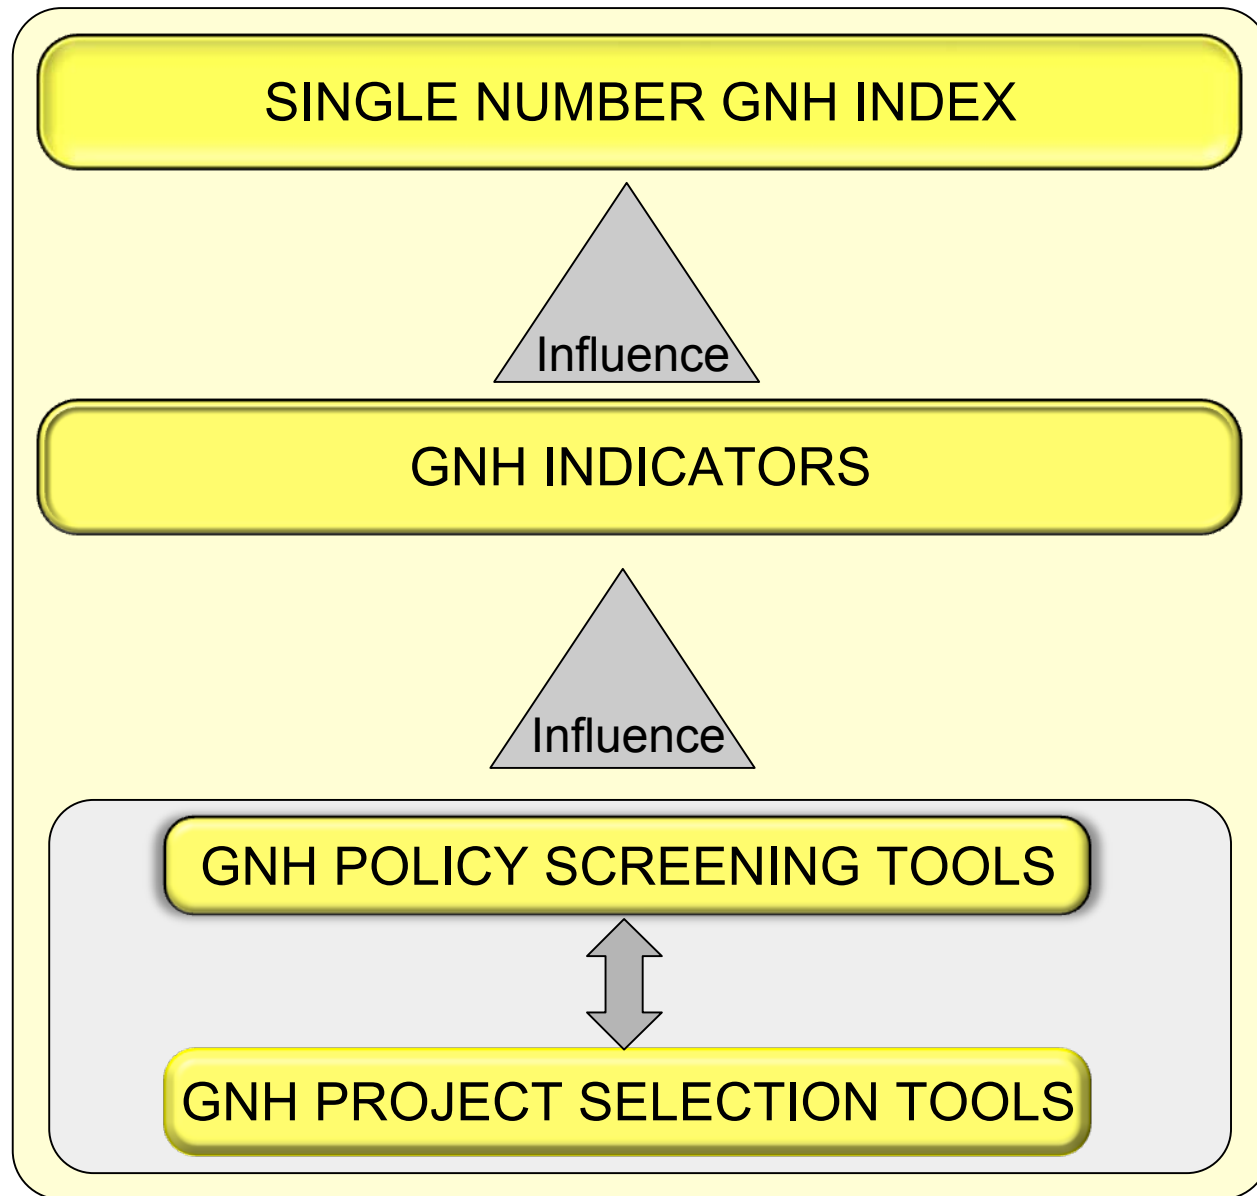 SINGLE NUMBER GNH INDEX
Influence
GNH INDICATORS
Influence
GNH POLICY SCREENING TOOLS
GNH PROJECT SELECTION TOOLS